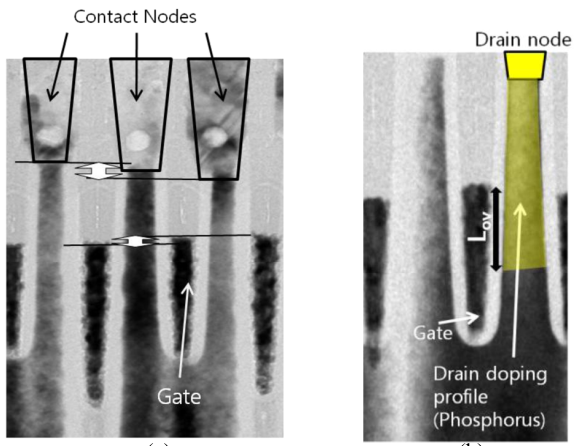 Contact Nodes
Gate
(a)
Drain node
Lov
Gate
Drain doping
profile
(Phosphorus)
(b)